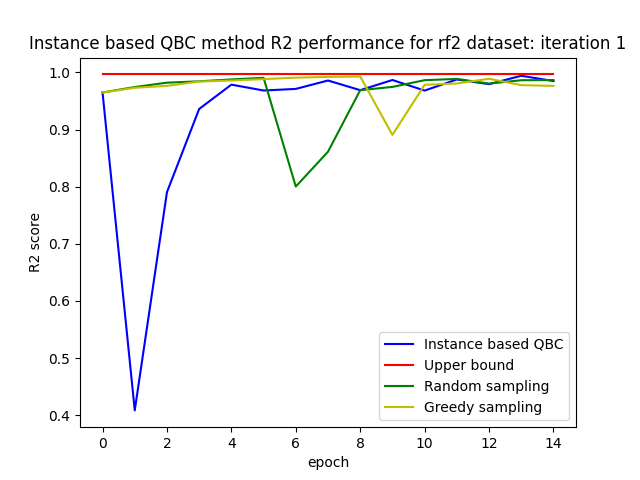 Instance based QBC method R2 performance for rf2 dataset: iteration 1
1.0
0.9
0.8
0.7
0.6
0.5
0.4
R2 score
0 2 4 6 8 10 12 14
epoch
Instance based QBC
Upper bound
Random sampling
Greedy sampling